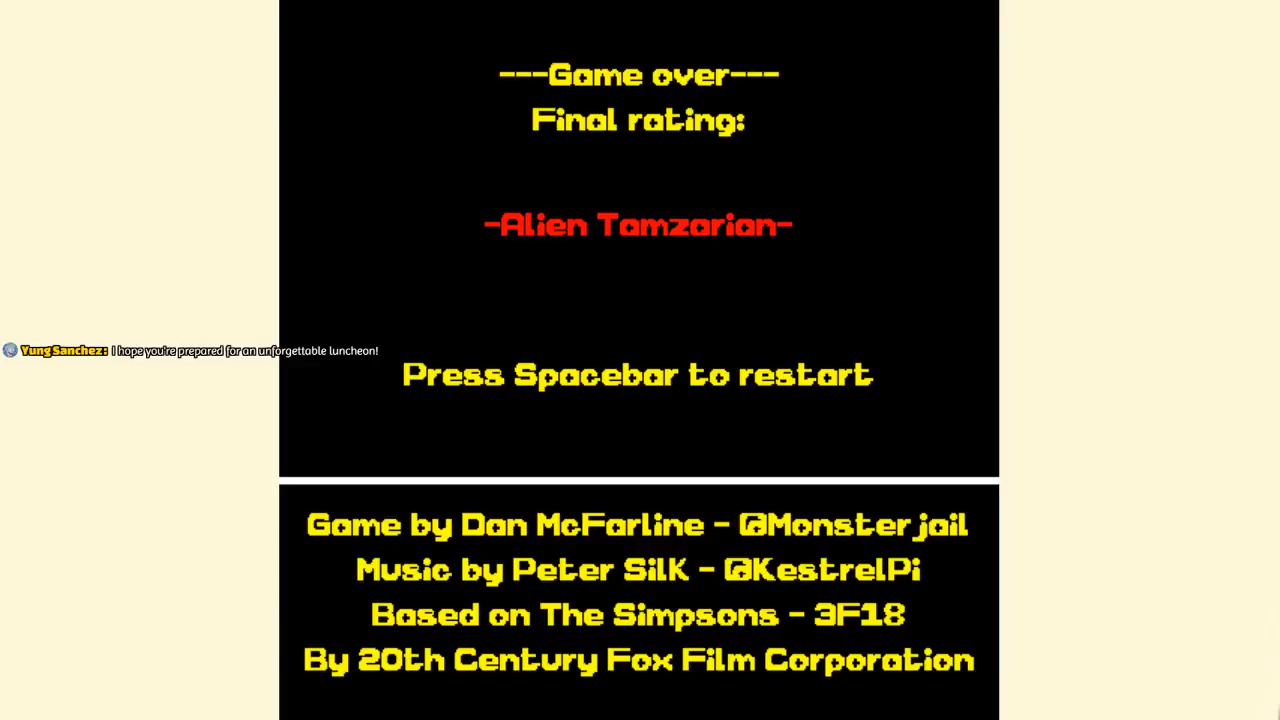 ---Game over---
Final rating:
-Alien Tamzarian-
Yung Sanchez: I hope you're prepared for an unforgettable luncheon!
Press Spacebar to restart
Game by Dan McFarline - @Monsterjail
Music by Peter Silk - @KestrelPi
Based on The Simpsons - 3F18
By 20th Century Fox Film Corporation